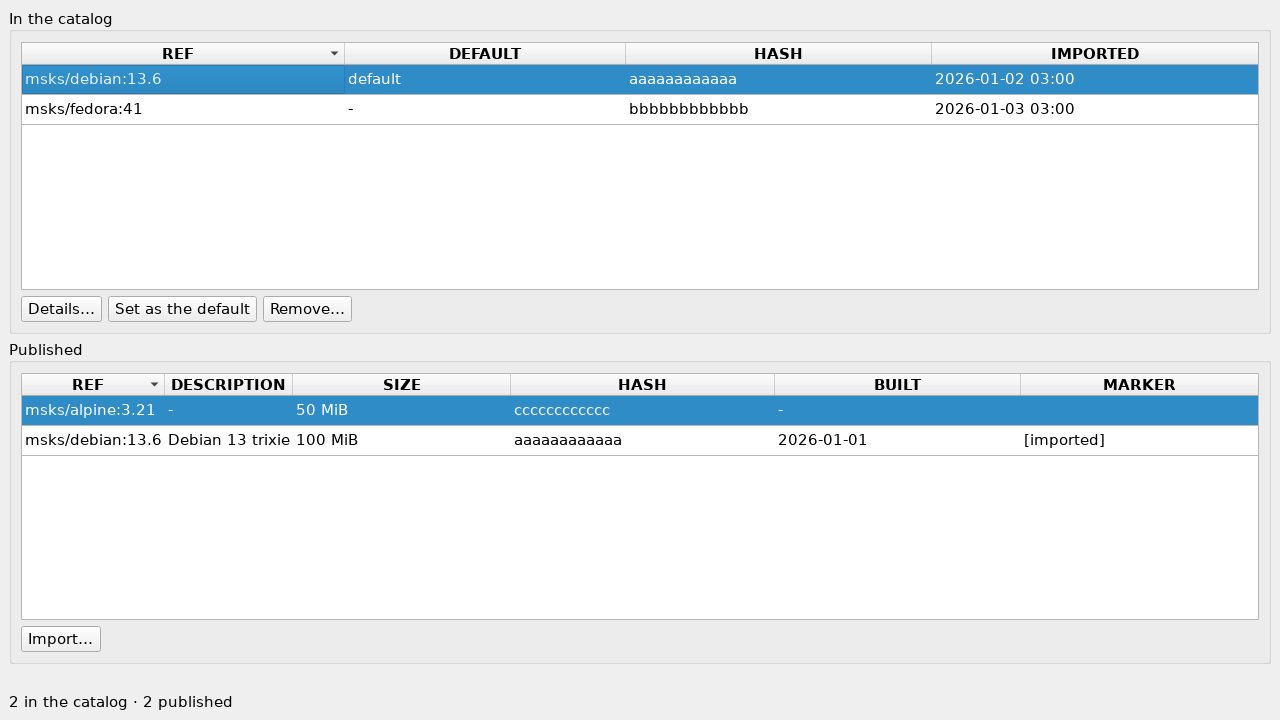 In the catalog
REF DEFAULT HASH IMPORTED
msks/debian:13.6 default aaaaaaaaaaaa 2026-01-02 03:00
msks/fedora:41 - bbbbbbbbbbbb 2026-01-03 03:00
Details... Set as the default Remove...
Published
REF DESCRIPTION SIZE HASH BUILT MARKER
msks/alpine:3.21 - 50 MiB cccccccccccc -
msks/debian:13.6 Debian 13 trixie 100 MiB aaaaaaaaaaaa 2026-01-01 [imported]
Import...
2 in the catalog · 2 published